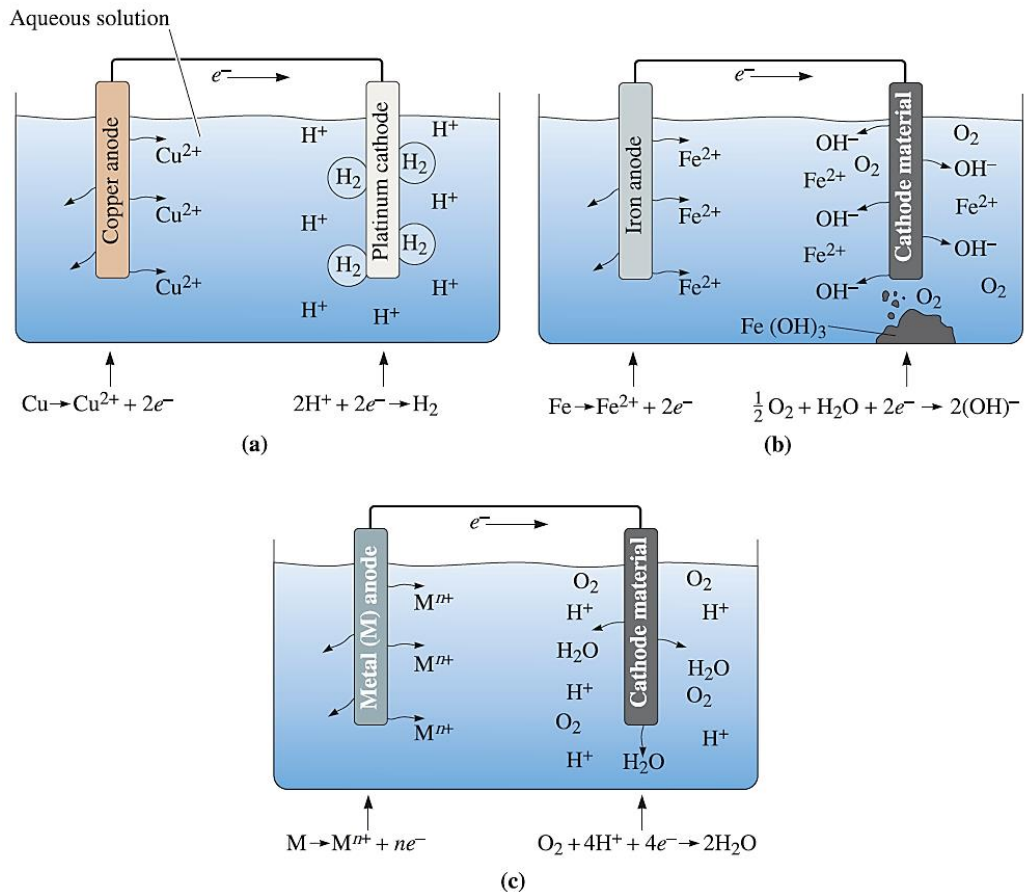 Aqueous solution
e⁻
Copper anode
Cu²⁺
Cu²⁺
Cu²⁺
H⁺
H⁺
H₂
H₂
H⁺
H⁺
H₂
H₂
H⁺
H⁺
H⁺
Platinum cathode
Cu→Cu²⁺ + 2e⁻
2H⁺ + 2e⁻→H₂
(a)
e⁻
Iron anode
Fe²⁺
Fe²⁺
Fe²⁺
OH⁻
O₂
O₂
OH⁻
Fe²⁺
Fe²⁺
OH⁻
Fe²⁺
OH⁻
OH⁻
O₂
O₂
Cathode material
Fe (OH)₃
Fe→Fe²⁺ + 2e⁻
½O₂ + H₂O + 2e⁻ → 2(OH)⁻
(b)
e⁻
Metal (M) anode
Mⁿ⁺
Mⁿ⁺
Mⁿ⁺
O₂
O₂
H⁺
H⁺
H₂O
H₂O
H⁺
O₂
O₂
H⁺
H⁺
H₂O
Cathode material
M→Mⁿ⁺ + ne⁻
O₂ + 4H⁺ + 4e⁻→2H₂O
(c)